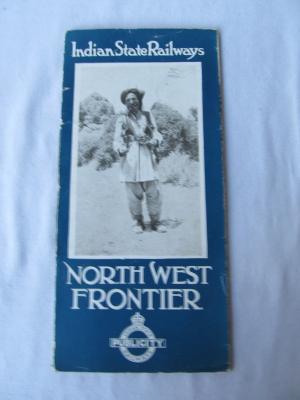 Indian State Railways
NORTH WEST
FRONTIER
PUBLICITY